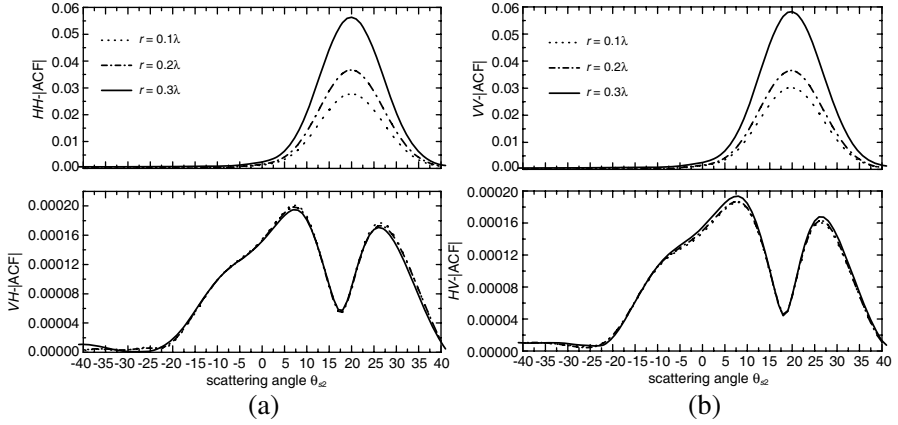 0.06
0.05
0.04
0.03
0.02
0.01
0.00
HH-|ACF|
r = 0.1λ
r = 0.2λ
r = 0.3λ
0.00020
0.00016
0.00012
0.00008
0.00004
0.00000
VH-|ACF|
-40 -35 -30 -25 -20 -15 -10 -5 0 5 10 15 20 25 30 35 40
scattering angle θs2
(a)
0.06
0.05
0.04
0.03
0.02
0.01
0.00
VV-|ACF|
r = 0.1λ
r = 0.2λ
r = 0.3λ
0.00020
0.00016
0.00012
0.00008
0.00004
0.00000
HV-|ACF|
-40 -35 -30 -25 -20 -15 -10 -5 0 5 10 15 20 25 30 35 40
scattering angle θs2
(b)